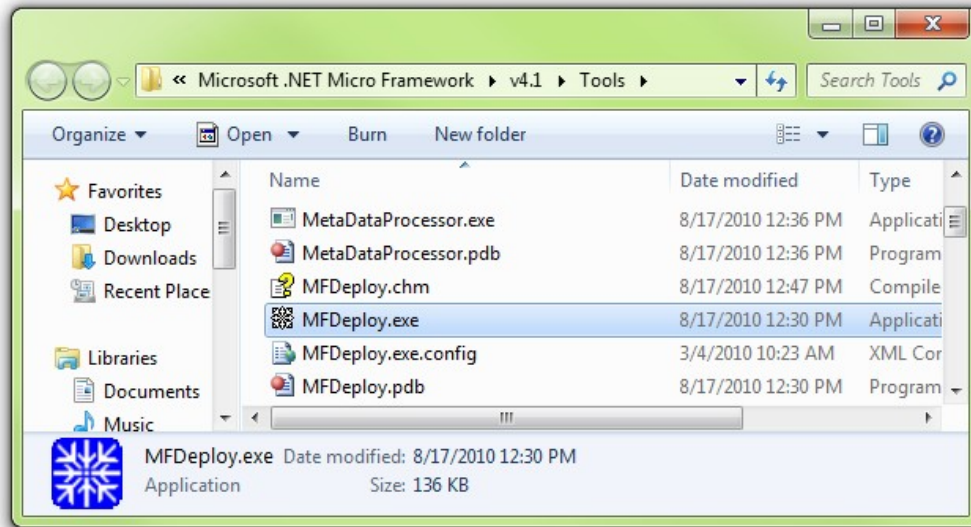 « Microsoft .NET Micro Framework ▸ v4.1 ▸ Tools ▸ Search Tools
Organize Open Burn New folder
Name Date modified Type
Favorites
Desktop
Downloads
Recent Place
Libraries
Documents
Music
MetaDataProcessor.exe 8/17/2010 12:36 PM Applicati
MetaDataProcessor.pdb 8/17/2010 12:36 PM Program
MFDeploy.chm 8/17/2010 12:47 PM Compile
MFDeploy.exe 8/17/2010 12:30 PM Applicati
MFDeploy.exe.config 3/4/2010 10:23 AM XML Cor
MFDeploy.pdb 8/17/2010 12:30 PM Program
MFDeploy.exe Date modified: 8/17/2010 12:30 PM
Application Size: 136 KB